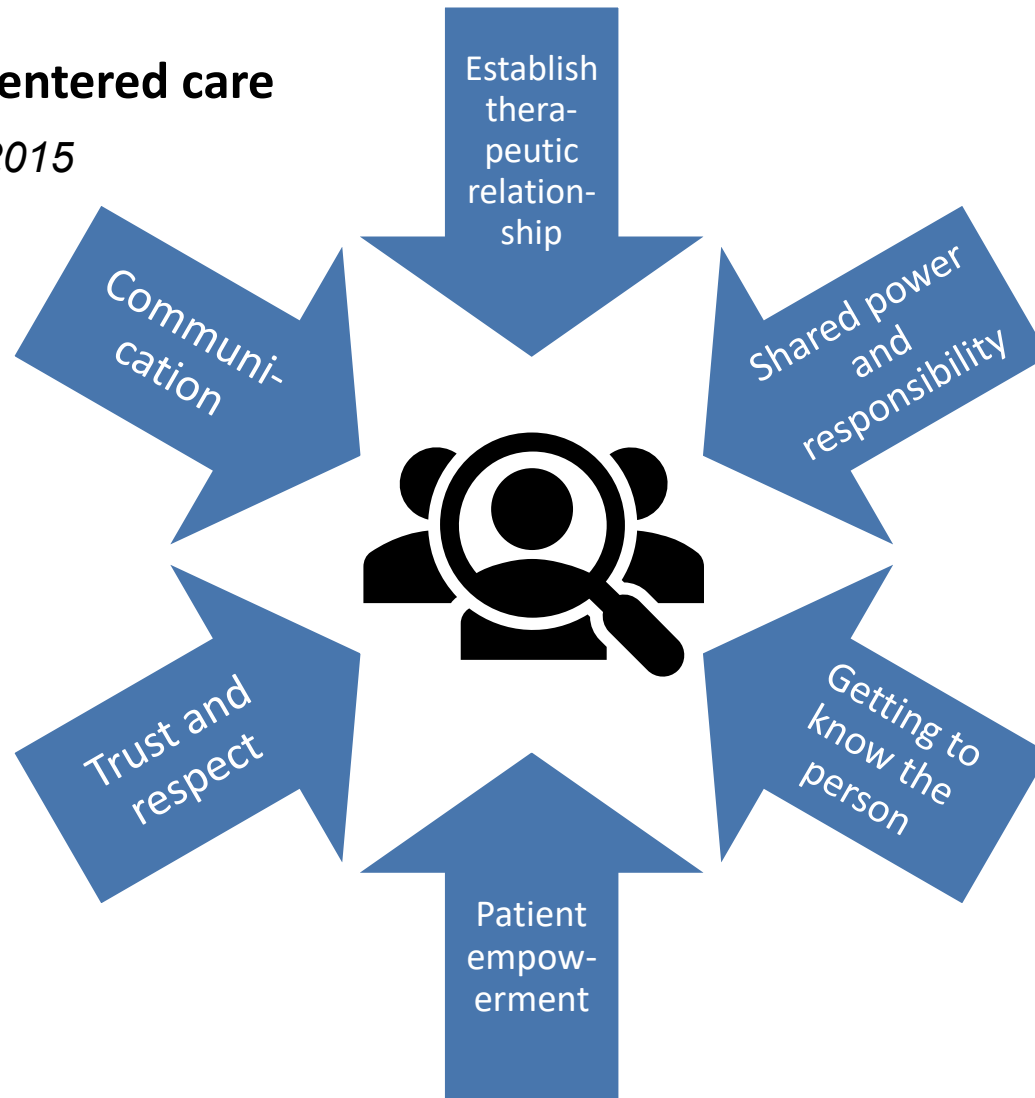 entered care
2015
Establish
thera-
peutic
relation-
ship
Shared power
and
responsibility
Getting to
know the
person
Patient
empow-
erment
Trust and
respect
Communi-
cation